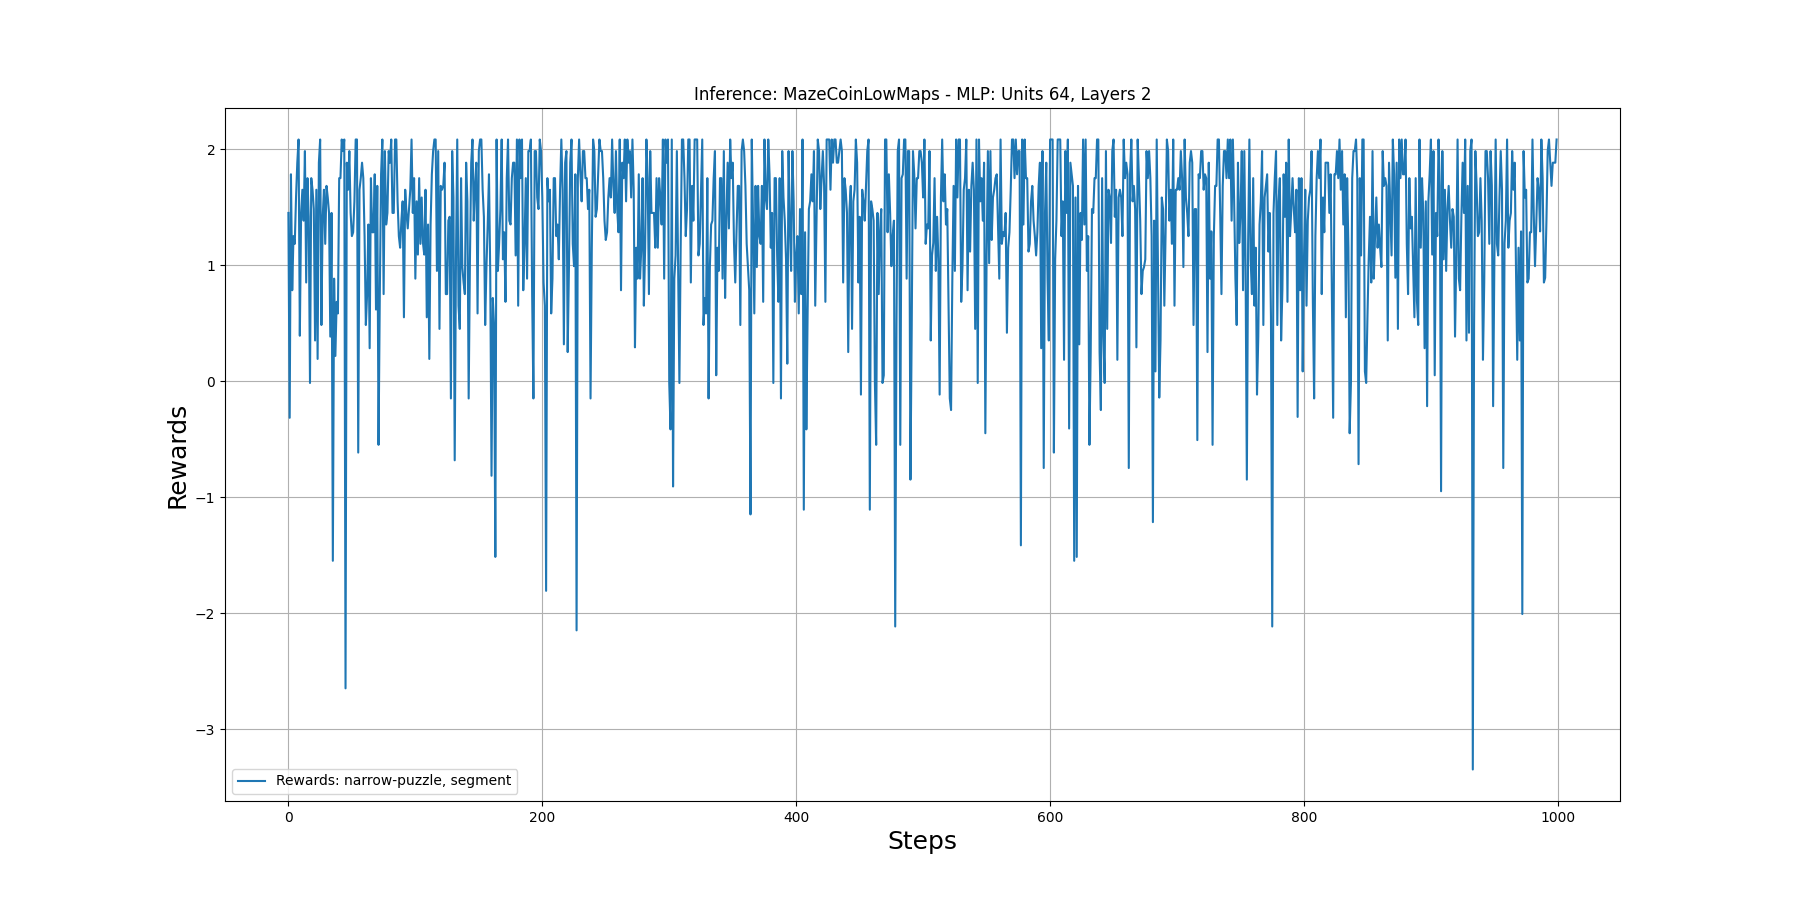 Inference: MazeCoinLowMaps - MLP: Units 64, Layers 2
2
1
0
−1
−2
−3
Rewards
Rewards: narrow-puzzle, segment
0 200 400 600 800 1000
Steps